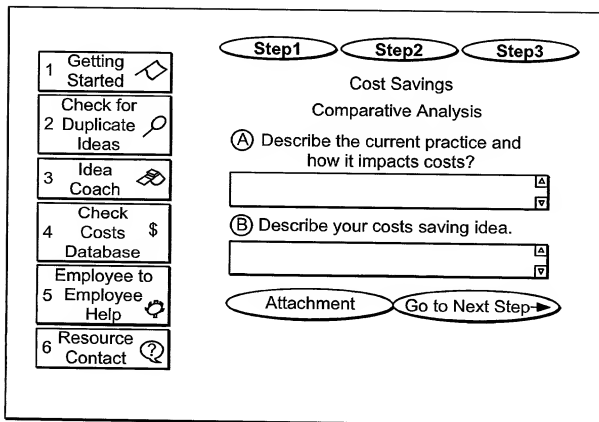 1 Getting Started
2 Check for Duplicate Ideas
3 Idea Coach
4 Check Costs Database $
5 Employee to Employee Help
6 Resource Contact ?
Step1 Step2 Step3
Cost Savings
Comparative Analysis
A Describe the current practice and
how it impacts costs?
B Describe your costs saving idea.
Attachment Go to Next Step